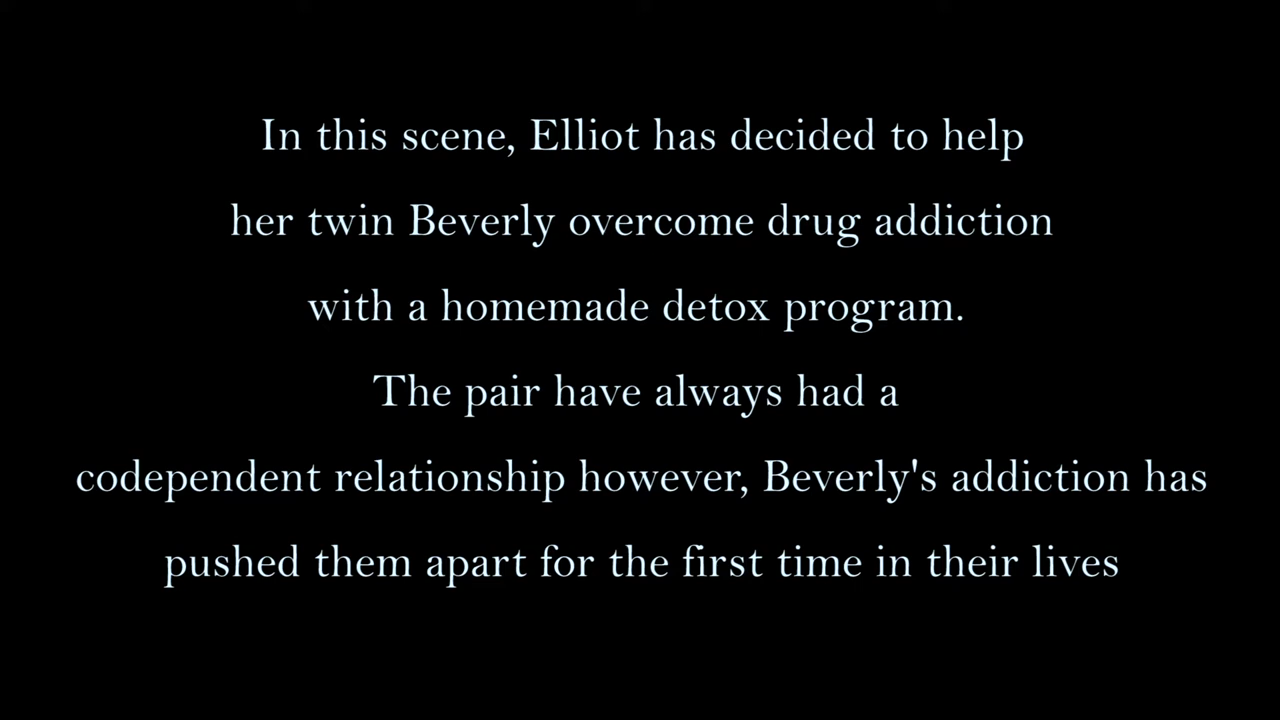 In this scene, Elliot has decided to help
her twin Beverly overcome drug addiction
with a homemade detox program.
The pair have always had a
codependent relationship however, Beverly's addiction has
pushed them apart for the first time in their lives